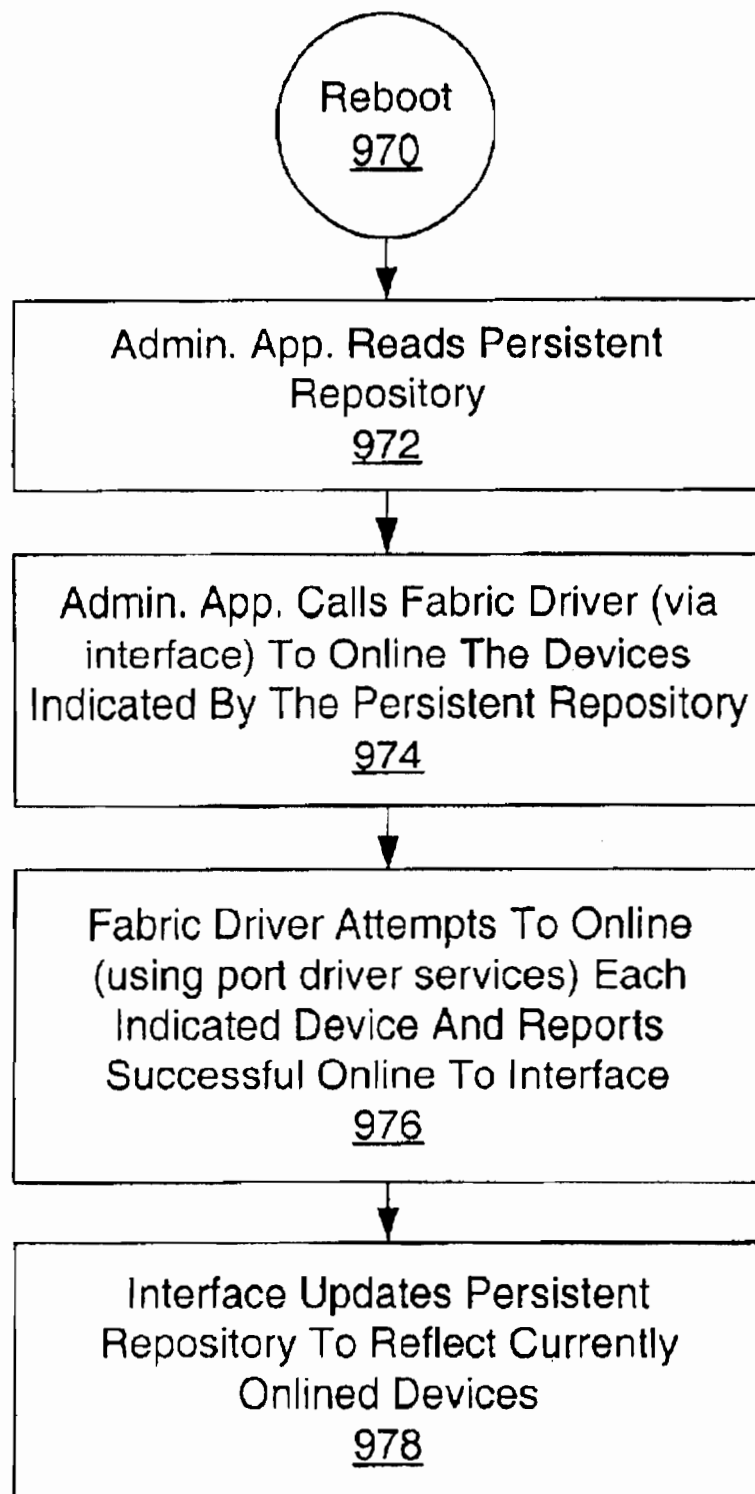 Reboot
970
Admin. App. Reads Persistent
Repository
972
Admin. App. Calls Fabric Driver (via
interface) To Online The Devices
Indicated By The Persistent Repository
974
Fabric Driver Attempts To Online
(using port driver services) Each
Indicated Device And Reports
Successful Online To Interface
976
Interface Updates Persistent
Repository To Reflect Currently
Onlined Devices
978